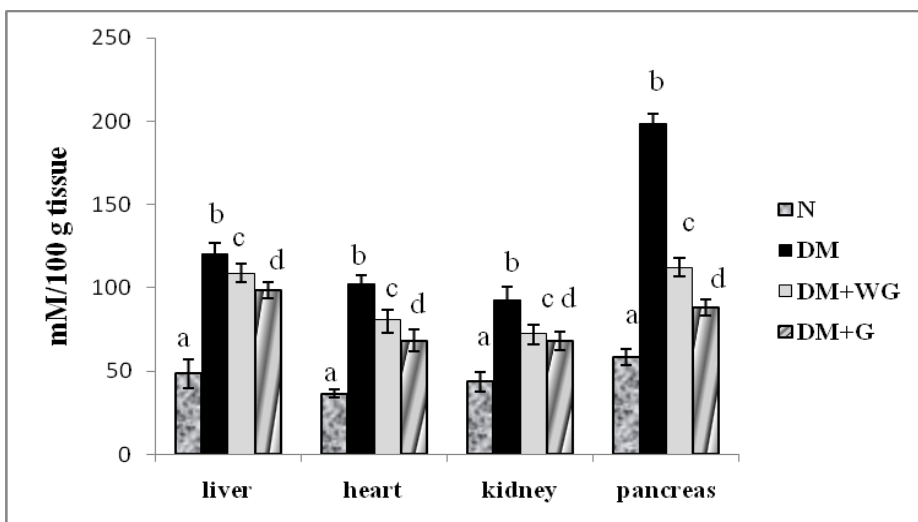 mM/100 g tissue
250
200
150
100
50
0
a b c d
a b c d
a b c d
a b c d
liver heart kidney pancreas
N
DM
DM+WG
DM+G